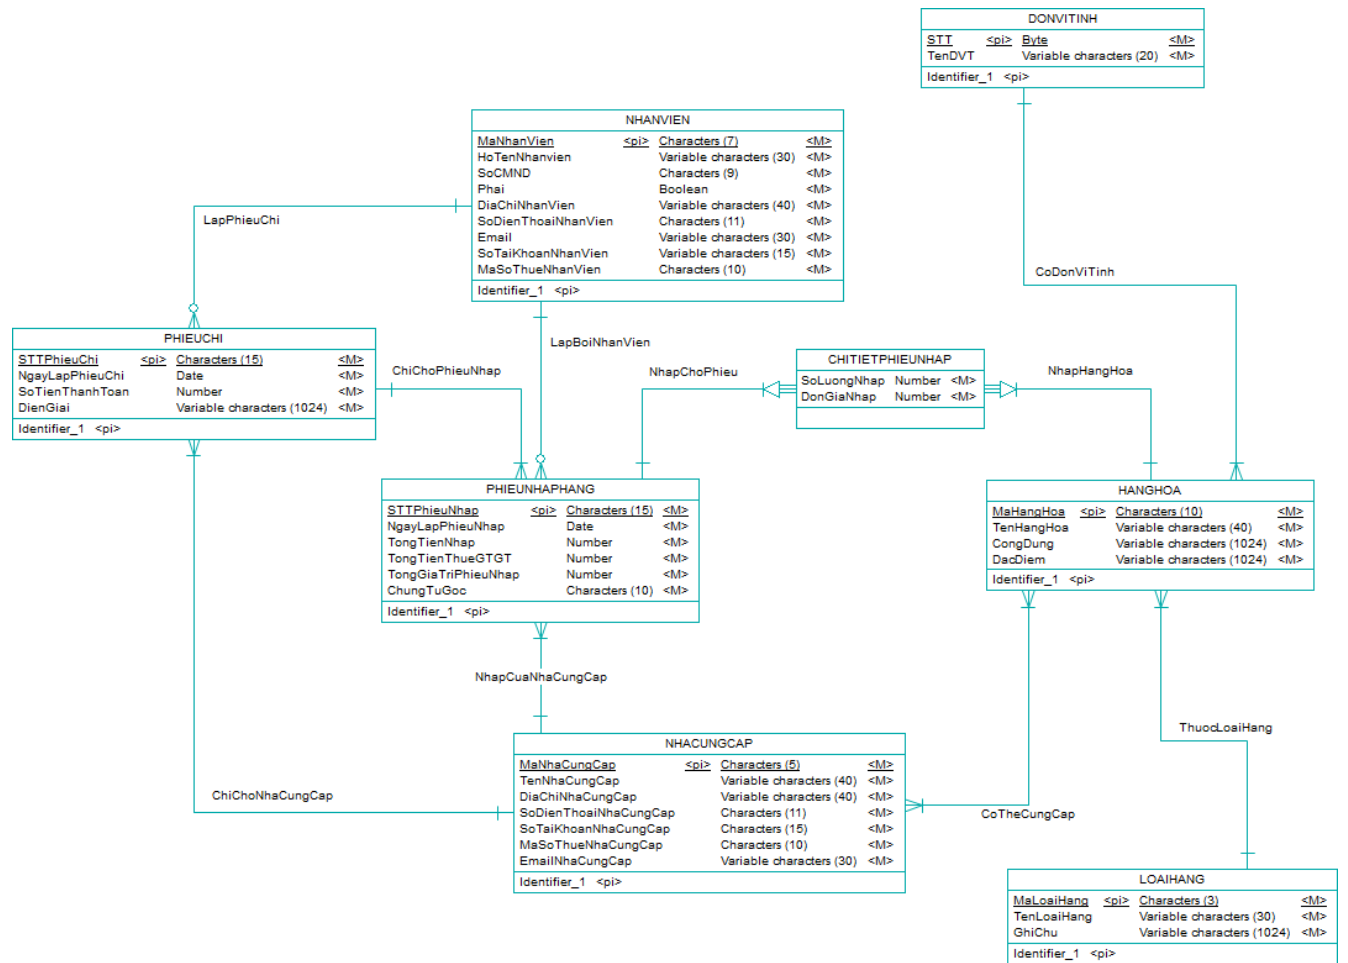 DONVITINH
STT <pi> Byte <M>
TenDVT Variable characters (20) <M>
Identifier_1 <pi>
NHANVIEN
MaNhanVien <pi> Characters (7) <M>
HoTenNhanvien Variable characters (30) <M>
SoCMND Characters (9) <M>
Phai Boolean <M>
DiaChiNhanVien Variable characters (40) <M>
SoDienThoaiNhanVien Characters (11) <M>
Email Variable characters (30) <M>
SoTaiKhoanNhanVien Variable characters (15) <M>
MaSoThueNhanVien Characters (10) <M>
Identifier_1 <pi>
LapPhieuChi
CoDonViTinh
PHIEUCHI
STTPhieuChi <pi> Characters (15) <M>
NgayLapPhieuChi Date <M>
SoTienThanhToan Number <M>
DienGiai Variable characters (1024) <M>
Identifier_1 <pi>
ChiChoPhieuNhap
LapBoiNhanVien
NhapChoPhieu
CHITIETPHIEUNHAP
SoLuongNhap Number <M>
DonGiaNhap Number <M>
NhapHangHoa
PHIEUNHAPHANG
STTPhieuNhap <pi> Characters (15) <M>
NgayLapPhieuNhap Date <M>
TongTienNhap Number <M>
TongTienThueGTGT Number <M>
TongGiaTriPhieuNhap Number <M>
ChungTuGoc Characters (10) <M>
Identifier_1 <pi>
HANGHOA
MaHangHoa <pi> Characters (10) <M>
TenHangHoa Variable characters (40) <M>
CongDung Variable characters (1024) <M>
DacDiem Variable characters (1024) <M>
Identifier_1 <pi>
NhapCuaNhaCungCap
ThuocLoaiHang
NHACUNGCAP
MaNhaCungCap <pi> Characters (5) <M>
TenNhaCungCap Variable characters (40) <M>
DiaChiNhaCungCap Variable characters (40) <M>
SoDienThoaiNhaCungCap Characters (11) <M>
SoTaiKhoanNhaCungCap Characters (15) <M>
MaSoThueNhaCungCap Characters (10) <M>
EmailNhaCungCap Variable characters (30) <M>
Identifier_1 <pi>
ChiChoNhaCungCap
CoTheCungCap
LOAIHANG
MaLoaiHang <pi> Characters (3) <M>
TenLoaiHang Variable characters (30) <M>
GhiChu Variable characters (1024) <M>
Identifier_1 <pi>